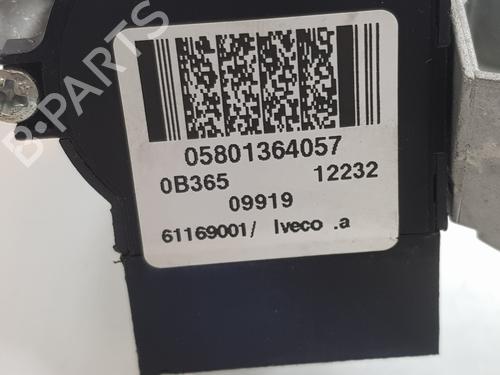 B-PARTS
05801364057
0B365 12232
09919
61169001/ Iveco .a